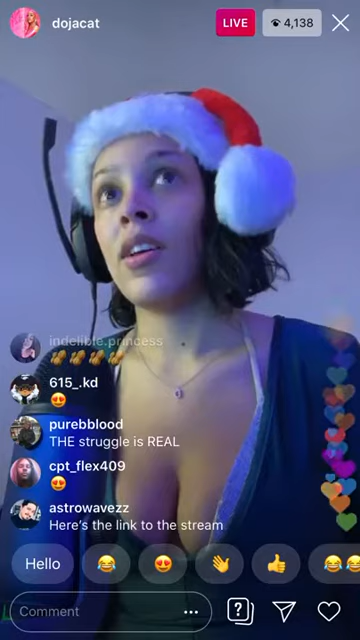 dojacat
LIVE
4,138
indelible.princess
615_.kd
purebblood
THE struggle is REAL
cpt_flex409
astrowavezz
Here's the link to the stream
Hello
Comment